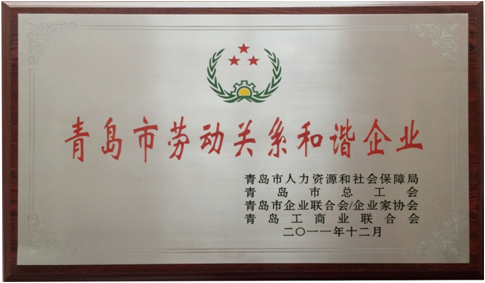 青岛市劳动关系和谐企业
青岛市人力资源和社会保障局
青岛市总工会
青岛市企业联合会/企业家协会
青岛工商业联合会
二〇一一年十二月